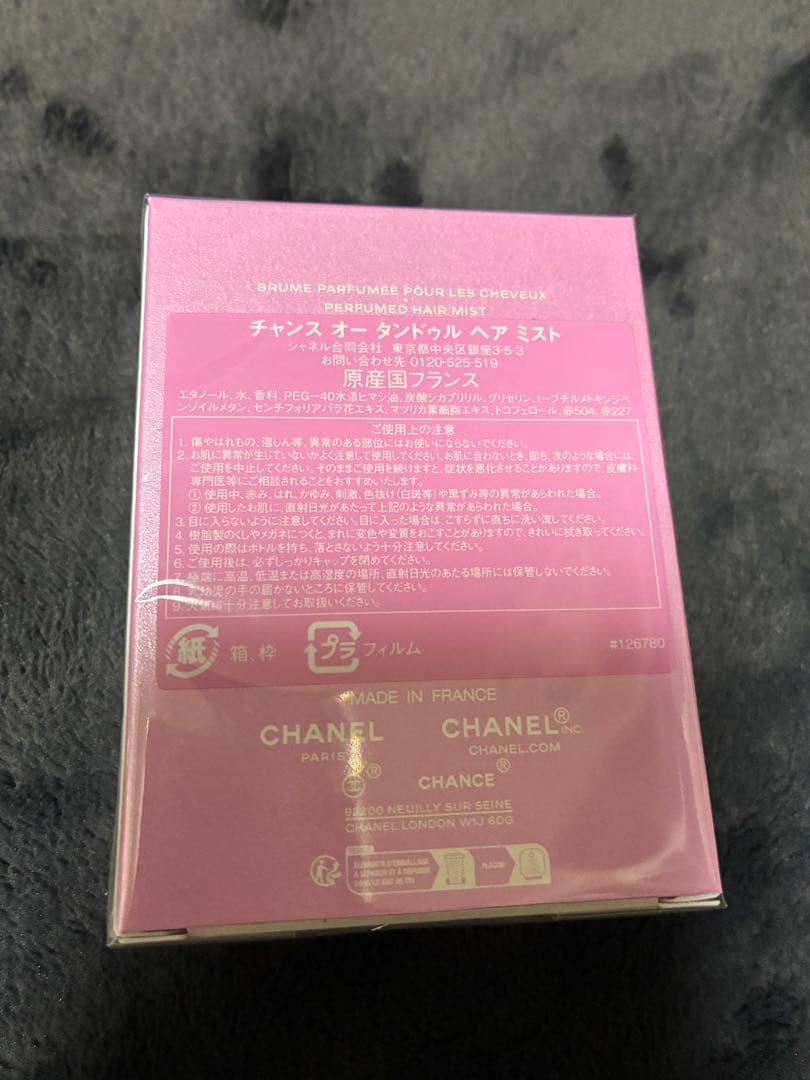 BRUME PARFUMÉE POUR LES CHEVEUX
PERFUMED HAIR MIST
チャンス オー タンドゥル ヘア ミスト
シャネル合同会社 東京都中央区銀座3-5-3
お問い合わせ先 0120-525-519
原産国フランス
エタノール、水、香料、PEG-40水添ヒマシ油、炭酸ジカプリリル、グリセリン、t-ブチルメトキシジベ
ンゾイルメタン、センチフォリアバラ花エキス、マツリカ葉細胞エキス、トコフェロール、赤504、赤227
ご使用上の注意
1. 傷やはれもの、湿しん等、異常のある部位にはお使いにならないでください。
2. お肌に異常が生じていないかよく注意して使用してください。お肌に合わないとき、即ち、次のような場合には、
ご使用を中止してください。そのままご使用を続けますと、症状を悪化させることがありますので、皮膚科
専門医等にご相談されることをおすすめいたします。
① 使用中、赤み、はれ、かゆみ、刺激、色抜け(白斑等)や黒ずみ等の異常があらわれた場合。
② 使用したお肌に、直射日光があたって上記のような異常があらわれた場合。
3. 目に入らないように注意してください。目に入った場合は、こすらずに直ちに洗い流してください。
4. 樹脂製のくしやメガネにつくと、まれに変色や変質をおこすことがありますので、きれいに拭き取ってください。
5. 使用の際はボトルを持ち、落とさないよう十分注意してください。
6. ご使用後は、必ずしっかりキャップを閉めてください。
7. 極端に高温、低温または高湿度の場所、直射日光のあたる場所には保管しないでください。
8. 乳幼児の手の届かないところに保管してください。
9. 十分注意してお取扱いください。
紙 箱、枠 プラ フィルム #126780
MADE IN FRANCE
CHANEL CHANEL® INC.
PARIS CHANEL.COM
® CHANCE®
92200 NEUILLY SUR SEINE
CHANEL LONDON W1J 6DG
ÉLÉMENTS D'EMBALLAGE
À SÉPARER ET À DÉPOSER
DANS LE BAC DE TRI
FLACON